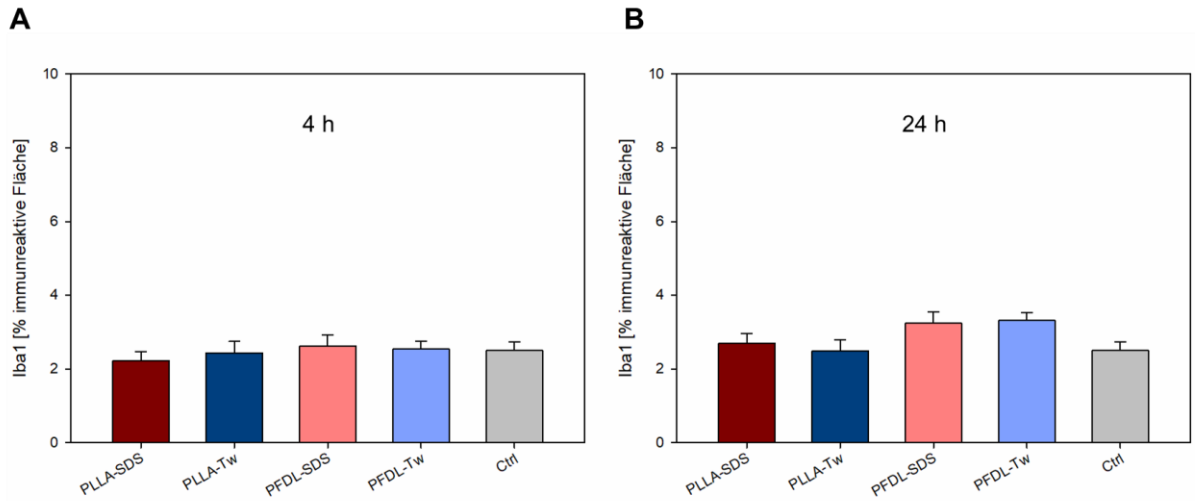 A
Iba1 [% immunreaktive Fläche]
10
8
6
4
2
0
4 h
PLLA-SDS
PLLA-Tw
PFDL-SDS
PFDL-Tw
Ctrl
B
Iba1 [% immunreaktive Fläche]
10
8
6
4
2
0
24 h
PLLA-SDS
PLLA-Tw
PFDL-SDS
PFDL-Tw
Ctrl